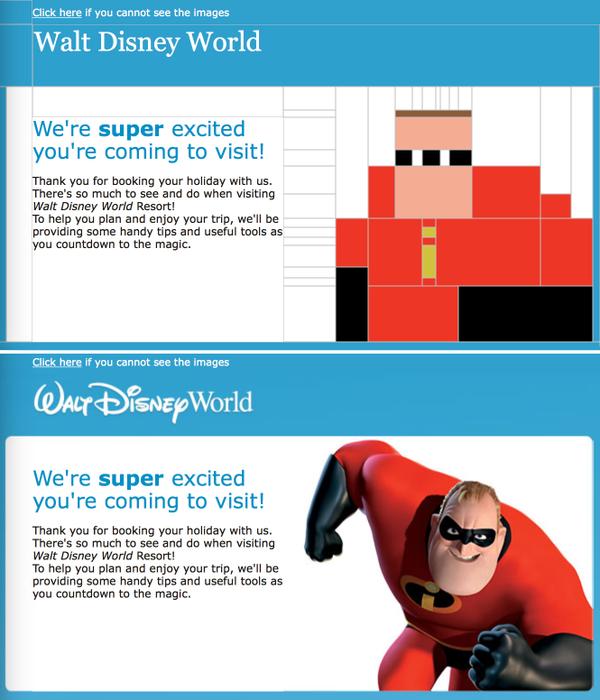 Click here if you cannot see the images
Walt Disney World
We're super excited
you're coming to visit!
Thank you for booking your holiday with us.
There's so much to see and do when visiting
Walt Disney World Resort!
To help you plan and enjoy your trip, we'll be
providing some handy tips and useful tools as
you countdown to the magic.
Click here if you cannot see the images
Walt Disney World
We're super excited
you're coming to visit!
Thank you for booking your holiday with us.
There's so much to see and do when visiting
Walt Disney World Resort!
To help you plan and enjoy your trip, we'll be
providing some handy tips and useful tools as
you countdown to the magic.